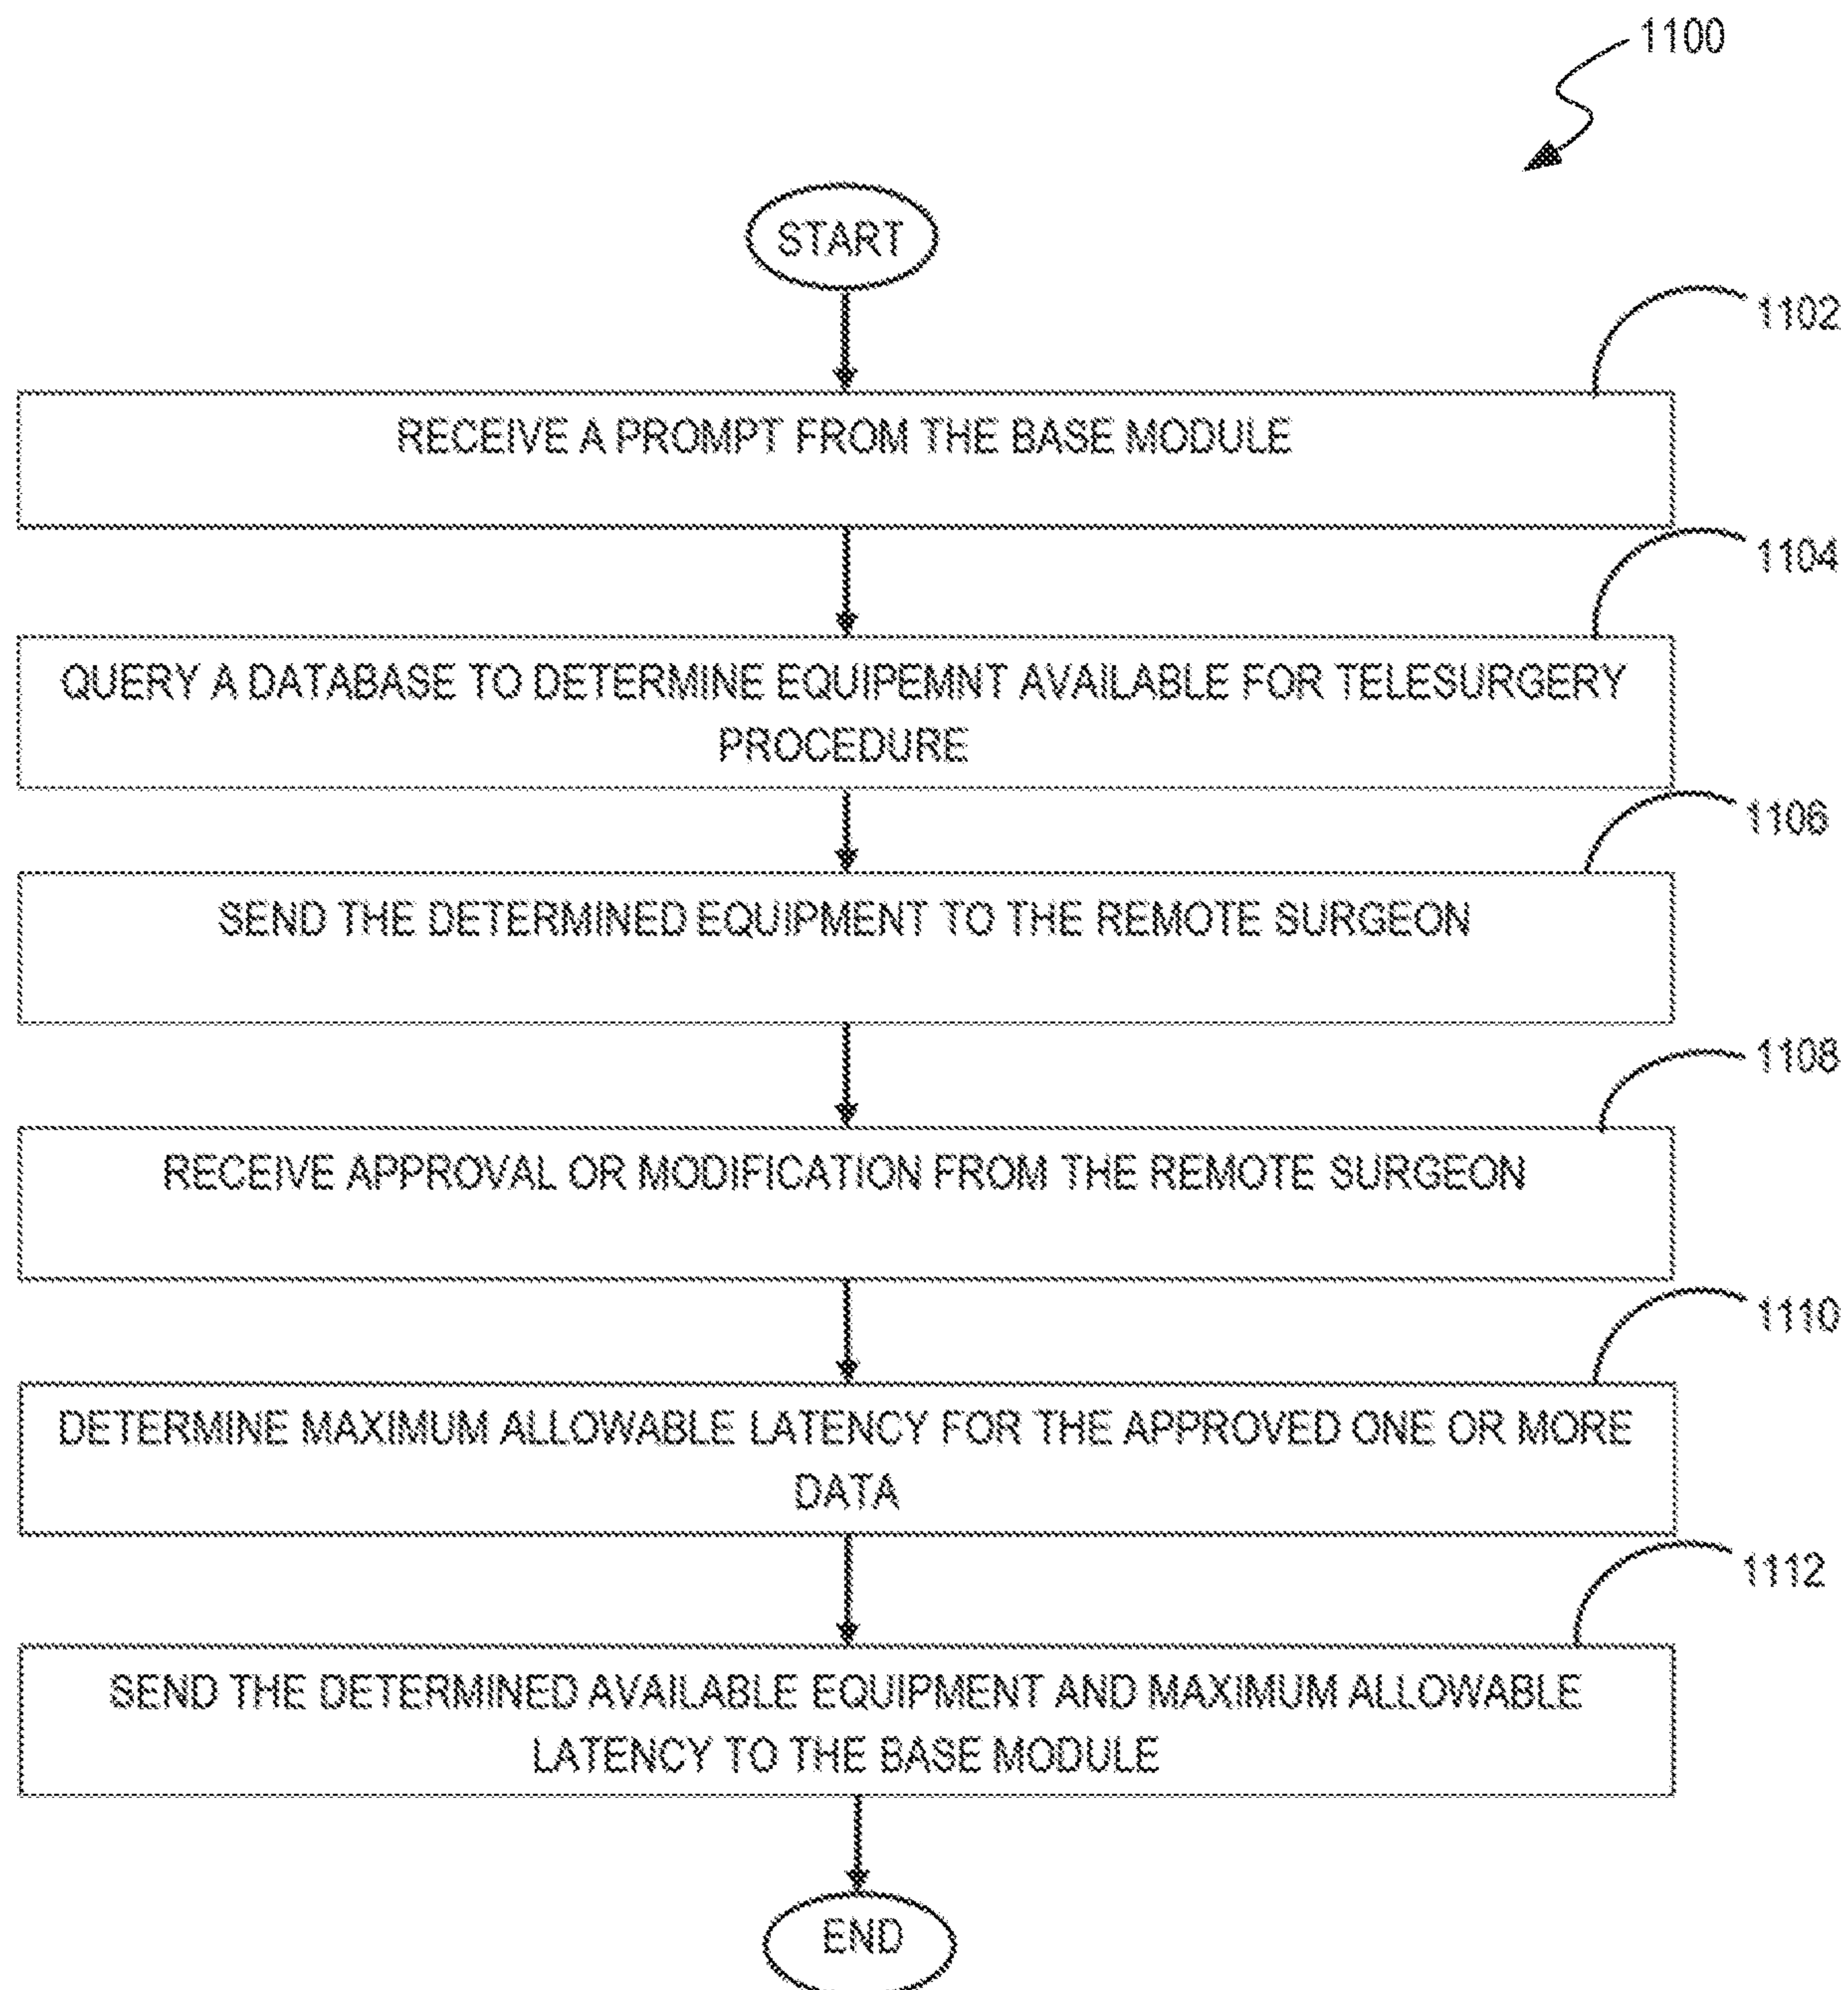 1100
START
1102
RECEIVE A PROMPT FROM THE BASE MODULE
1104
QUERY A DATABASE TO DETERMINE EQUIPEMNT AVAILABLE FOR TELESURGERY
PROCEDURE
1106
SEND THE DETERMINED EQUIPMENT TO THE REMOTE SURGEON
1108
RECEIVE APPROVAL OR MODIFICATION FROM THE REMOTE SURGEON
1110
DETERMINE MAXIMUM ALLOWABLE LATENCY FOR THE APPROVED ONE OR MORE
DATA
1112
SEND THE DETERMINED AVAILABLE EQUIPMENT AND MAXIMUM ALLOWABLE
LATENCY TO THE BASE MODULE
END